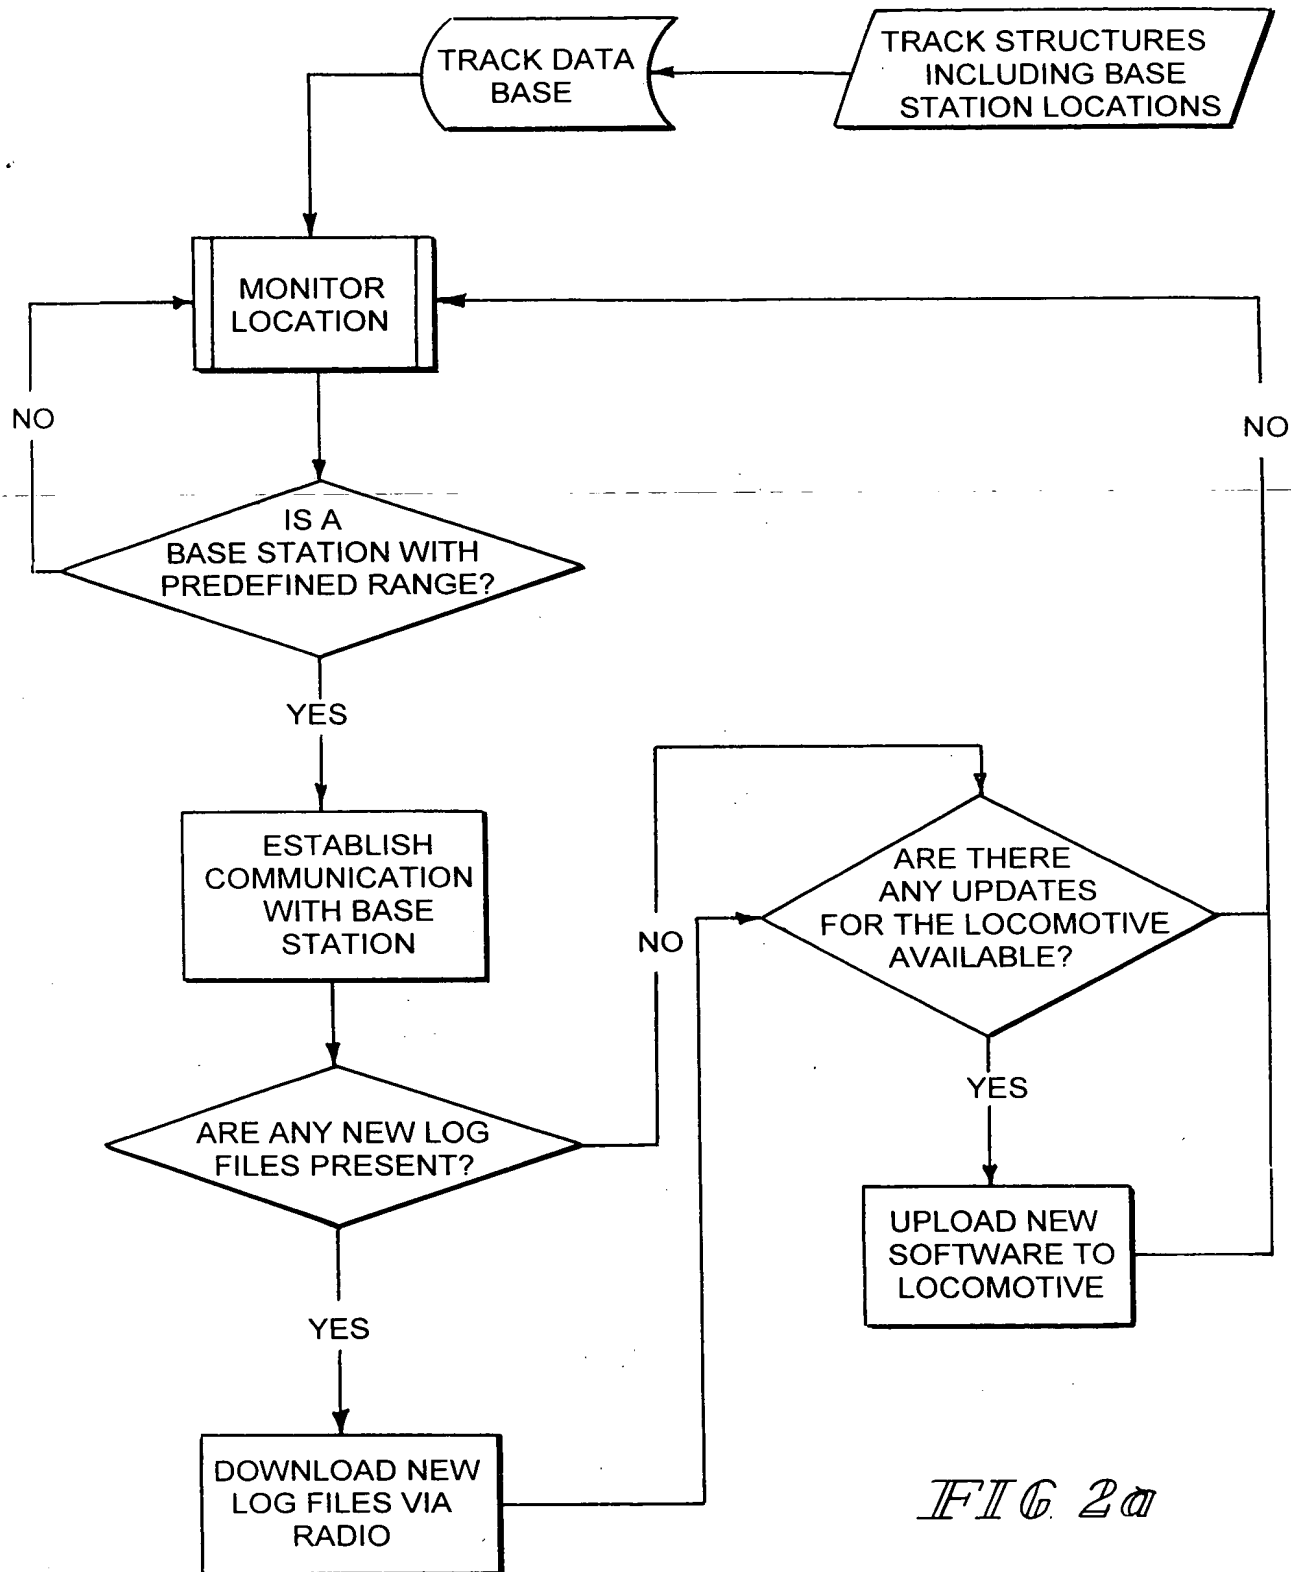 TRACK DATA
BASE
TRACK STRUCTURES
INCLUDING BASE
STATION LOCATIONS
MONITOR
LOCATION
NO
NO
IS A
BASE STATION WITH
PREDEFINED RANGE?
YES
ESTABLISH
COMMUNICATION
WITH BASE
STATION
ARE THERE
ANY UPDATES
FOR THE LOCOMOTIVE
AVAILABLE?
NO
YES
ARE ANY NEW LOG
FILES PRESENT?
UPLOAD NEW
SOFTWARE TO
LOCOMOTIVE
YES
DOWNLOAD NEW
LOG FILES VIA
RADIO
FIG. 2a